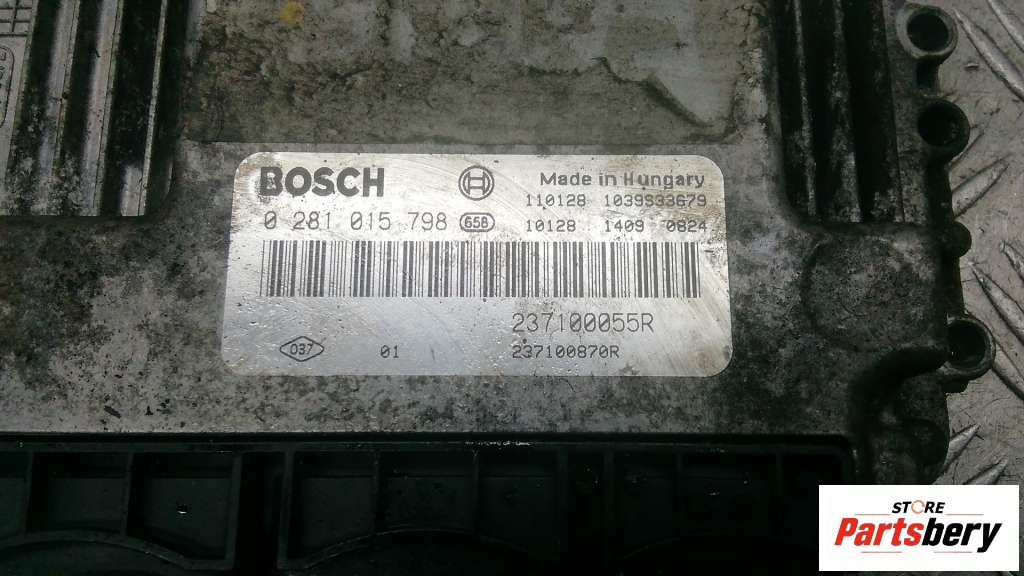 BOSCH
Made in Hungary
110128 1039S33679
0 281 015 798 658
10128 1409 0824
237100055R
037 01 237100870R
STORE
Partsbery